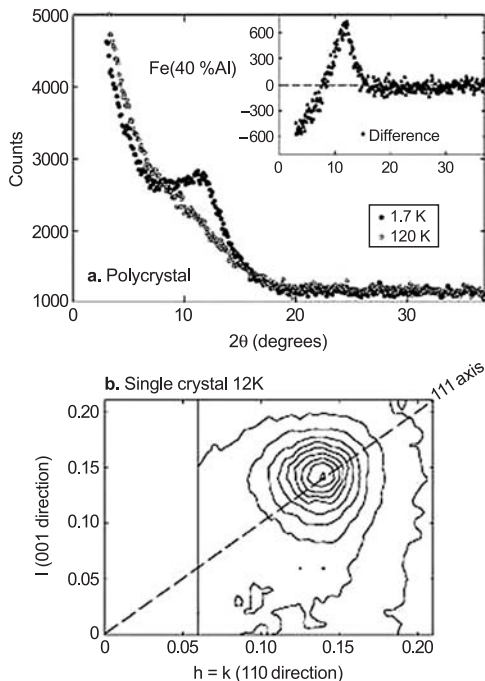 5000
4000
3000
2000
1000
Counts
Fe(40 %Al)
600
300
0
−300
−600
Difference
0 10 20 30
1.7 K
120 K
a. Polycrystal
0 10 20 30
2θ (degrees)
b. Single crystal 12K
111 axis
0.20
0.15
0.10
0.05
0
l (001 direction)
0 0.05 0.10 0.15 0.20
h = k (110 direction)